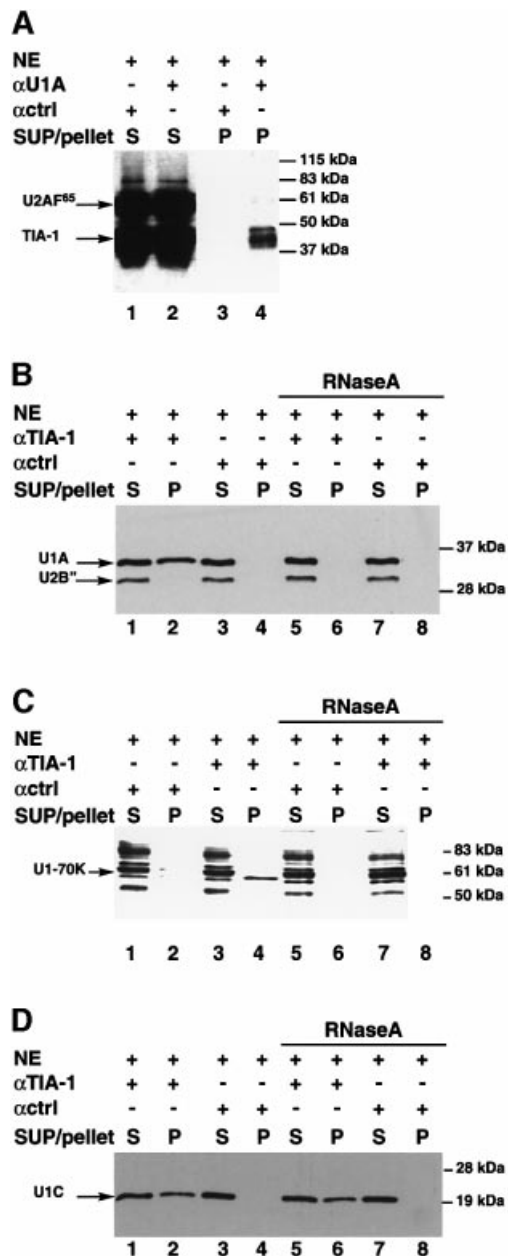 A
NE + + + +
αU1A - + - +
αctrl + - + -
SUP/pellet S S P P
115 kDa
83 kDa
U2AF65 61 kDa
50 kDa
TIA-1
37 kDa
1 2 3 4
B
RNaseA
NE + + + + + + + +
αTIA-1 + + - - + + - -
αctrl - - + + - - + +
SUP/pellet S P S P S P S P
37 kDa
U1A
U2B"
28 kDa
1 2 3 4 5 6 7 8
C
RNaseA
NE + + + + + + + +
αTIA-1 - - + + - - + +
αctrl + + - - + + - -
SUP/pellet S P S P S P S P
83 kDa
U1-70K 61 kDa
50 kDa
1 2 3 4 5 6 7 8
D
RNaseA
NE + + + + + + + +
αTIA-1 + + - - + + - -
αctrl - - + + - - + +
SUP/pellet S P S P S P S P
28 kDa
U1C 19 kDa
1 2 3 4 5 6 7 8